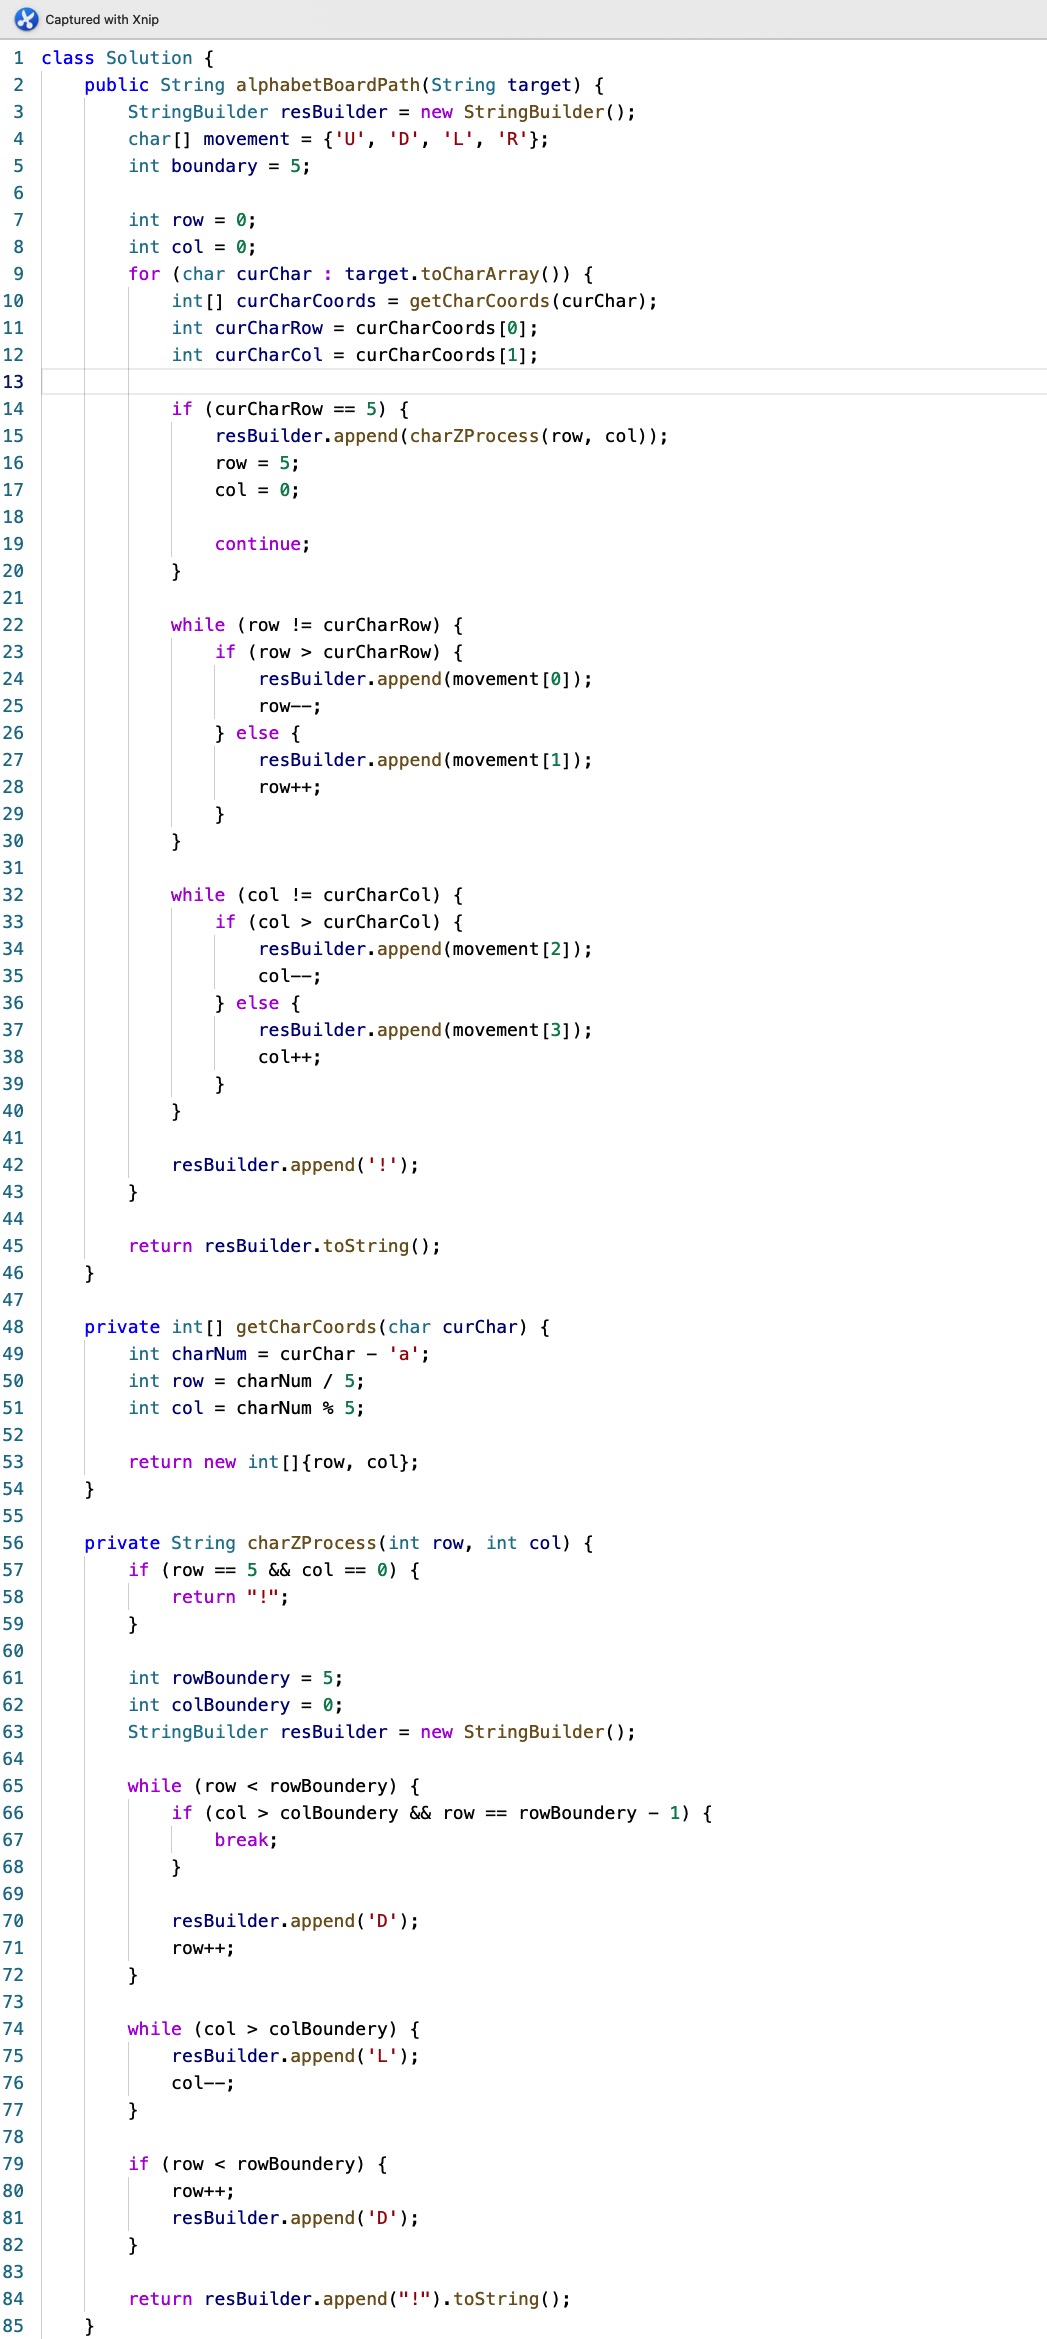 Captured with Xnip
1 class Solution {
2     public String alphabetBoardPath(String target) {
3         StringBuilder resBuilder = new StringBuilder();
4         char[] movement = {'U', 'D', 'L', 'R'};
5         int boundary = 5;
6
7         int row = 0;
8         int col = 0;
9         for (char curChar : target.toCharArray()) {
10             int[] curCharCoords = getCharCoords(curChar);
11             int curCharRow = curCharCoords[0];
12             int curCharCol = curCharCoords[1];
13
14             if (curCharRow == 5) {
15                 resBuilder.append(charZProcess(row, col));
16                 row = 5;
17                 col = 0;
18
19                 continue;
20             }
21
22             while (row != curCharRow) {
23                 if (row > curCharRow) {
24                     resBuilder.append(movement[0]);
25                     row--;
26                 } else {
27                     resBuilder.append(movement[1]);
28                     row++;
29                 }
30             }
31
32             while (col != curCharCol) {
33                 if (col > curCharCol) {
34                     resBuilder.append(movement[2]);
35                     col--;
36                 } else {
37                     resBuilder.append(movement[3]);
38                     col++;
39                 }
40             }
41
42             resBuilder.append('!');
43         }
44
45         return resBuilder.toString();
46     }
47
48     private int[] getCharCoords(char curChar) {
49         int charNum = curChar - 'a';
50         int row = charNum / 5;
51         int col = charNum % 5;
52
53         return new int[]{row, col};
54     }
55
56     private String charZProcess(int row, int col) {
57         if (row == 5 && col == 0) {
58             return "!";
59         }
60
61         int rowBoundery = 5;
62         int colBoundery = 0;
63         StringBuilder resBuilder = new StringBuilder();
64
65         while (row < rowBoundery) {
66             if (col > colBoundery && row == rowBoundery - 1) {
67                 break;
68             }
69
70             resBuilder.append('D');
71             row++;
72         }
73
74         while (col > colBoundery) {
75             resBuilder.append('L');
76             col--;
77         }
78
79         if (row < rowBoundery) {
80             row++;
81             resBuilder.append('D');
82         }
83
84         return resBuilder.append("!").toString();
85     }